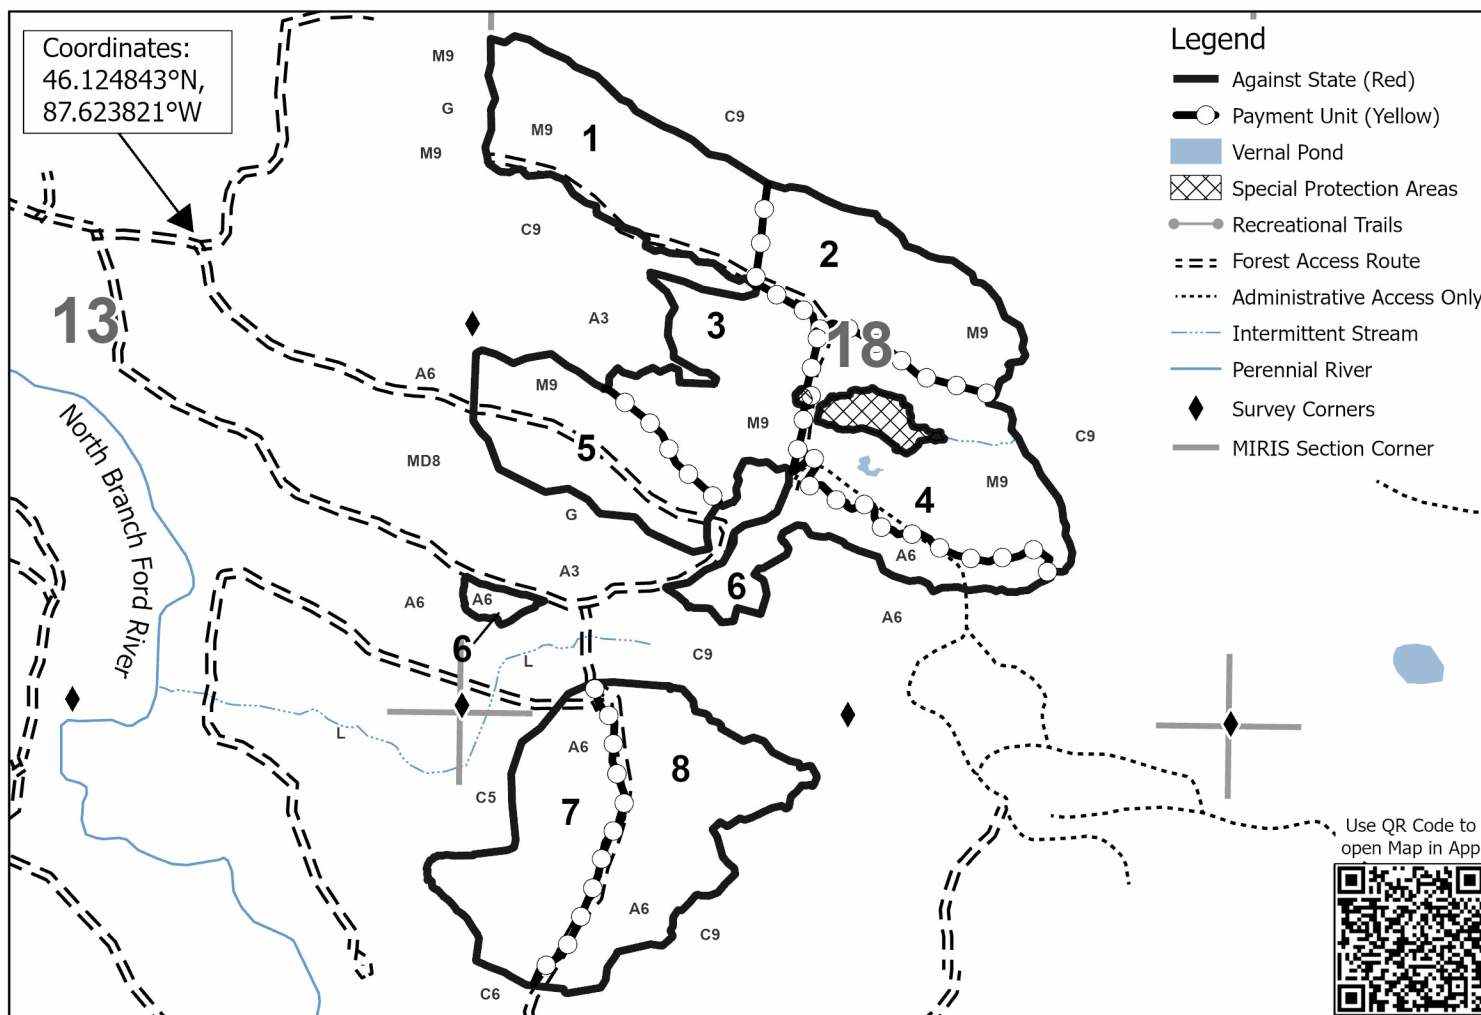 Coordinates:
46.124843°N,
87.623821°W
Legend
Against State (Red)
Payment Unit (Yellow)
Vernal Pond
Special Protection Areas
Recreational Trails
Forest Access Route
Administrative Access Only
Intermittent Stream
Perennial River
Survey Corners
MIRIS Section Corner
M9
G
M9
M9
1
C9
C9
2
13
A3
3
18
M9
A6
M9
M9
C9
MD8
5
M9
4
G
North Branch Ford River
A3
A6
A6
A6
6
6
A6
L
C9
L
A6
8
C5
7
A6
C9
C6
Use QR Code to
open Map in App